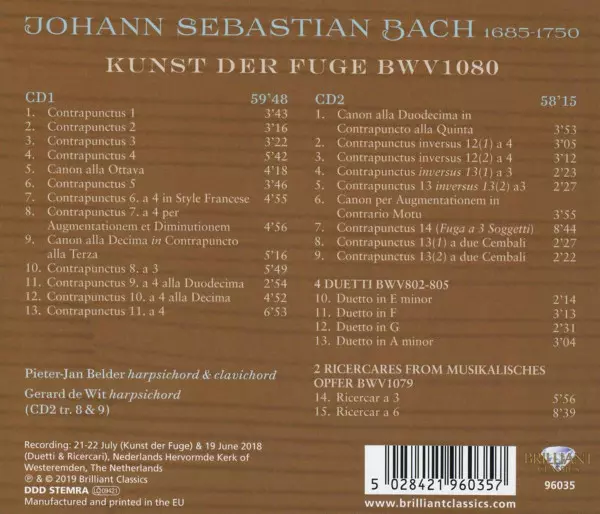 JOHANN SEBASTIAN BACH 1685-1750
KUNST DER FUGE BWV1080
CD1 59'48
1. Contrapunctus 1 3'43
2. Contrapunctus 2 3'16
3. Contrapunctus 3 3'22
4. Contrapunctus 4 5'42
5. Canon alla Ottava 4'18
6. Contrapunctus 5 3'46
7. Contrapunctus 6. a 4 in Style Francese 4'55
8. Contrapunctus 7. a 4 per
Augmentationem et Diminutionem 4'56
9. Canon alla Decima in Contrapuncto
alla Terza 5'16
10. Contrapunctus 8. a 3 5'49
11. Contrapunctus 9. a 4 alla Duodecima 2'54
12. Contrapunctus 10. a 4 alla Decima 4'52
13. Contrapunctus 11. a 4 6'53
Pieter-Jan Belder harpsichord & clavichord
Gerard de Wit harpsichord
(CD2 tr. 8 & 9)
CD2 58'15
1. Canon alla Duodecima in
Contrapuncto alla Quinta 3'53
2. Contrapunctus inversus 12(1) a 4 3'05
3. Contrapunctus inversus 12(2) a 4 3'12
4. Contrapunctus inversus 13(1) a 3 2'23
5. Contrapunctus 13 inversus 13(2) a3 2'27
6. Canon per Augmentationem in
Contrario Motu 3'55
7. Contrapunctus 14 (Fuga a 3 Soggetti) 8'44
8. Contrapunctus 13(1) a due Cembali 2'27
9. Contrapunctus 13(2) a due Cembali 2'22
4 DUETTI BWV802-805
10. Duetto in E minor 2'14
11. Duetto in F 3'13
12. Duetto in G 2'31
13. Duetto in A minor 3'04
2 RICERCARES FROM MUSIKALISCHES
OPFER BWV1079
14. Ricercar a 3 5'56
15. Ricercar a 6 8'39
Recording: 21-22 July (Kunst der Fuge) & 19 June 2018
(Duetti & Ricercari), Nederlands Hervormde Kerk of
Westeremden, The Netherlands
℗ & © 2019 Brilliant Classics
DDD STEMRA LC 09421
Manufactured and printed in the EU
5 028421 960357
www.brilliantclassics.com
BRILLIANT
CLASSICS
96035